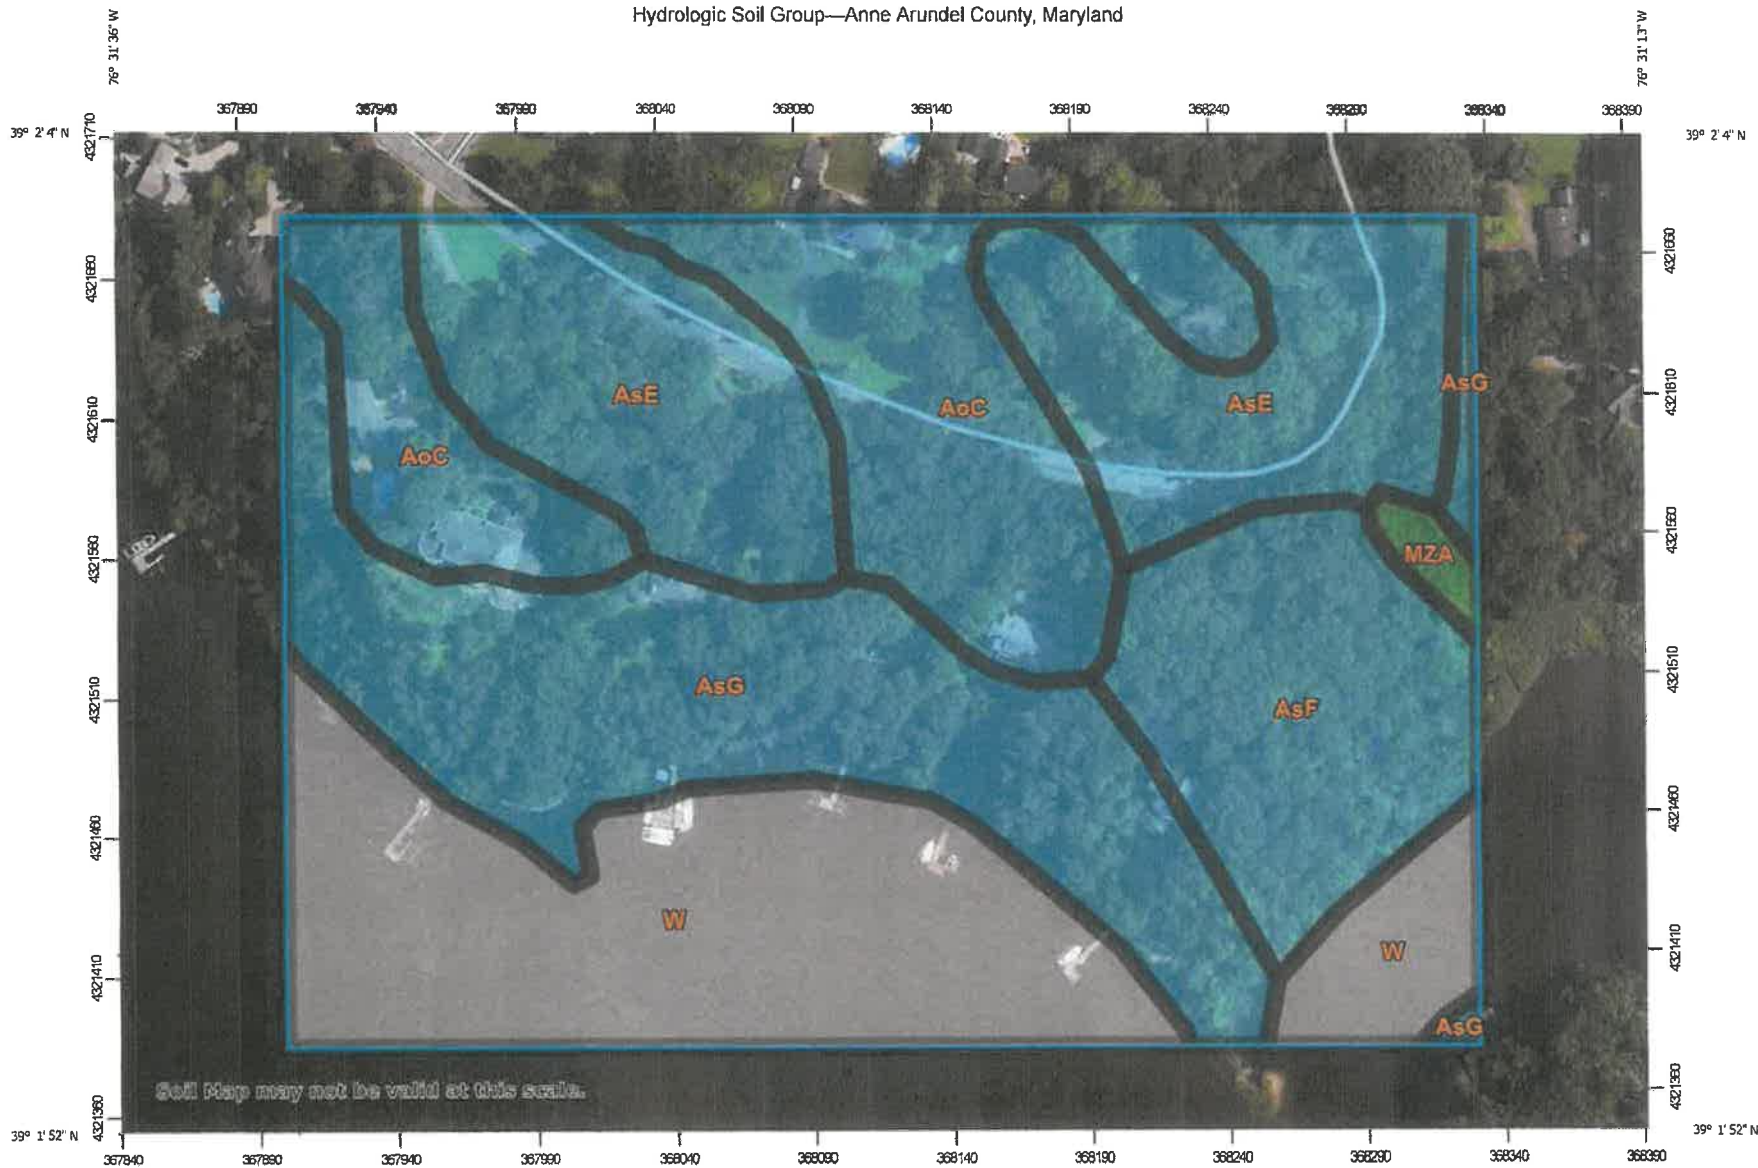 Hydrologic Soil Group—Anne Arundel County, Maryland
76° 31' 36" W
76° 31' 13" W
367890
367940
367990
368040
368090
368140
368190
368240
368290
368340
368390
39° 2' 4" N
39° 2' 4" N
4321710
4321660
4321610
4321560
4321510
4321460
4321410
4321360
4321660
4321610
4321560
4321510
4321460
4321410
4321360
AsE
AoC
AsE
AsG
AoC
MZA
AsG
AsF
W
W
AsG
Soil Map may not be valid at this scale.
39° 1' 52" N
39° 1' 52" N
367840
367890
367940
367990
368040
368090
368140
368190
368240
368290
368340
368390